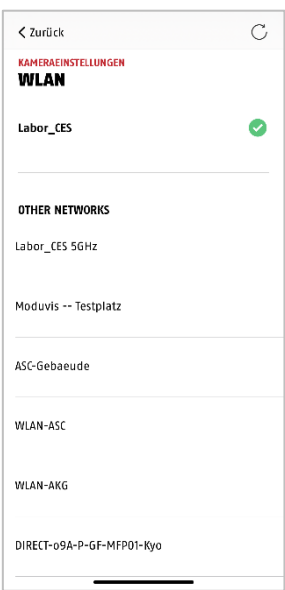 Zurück
KAMERAEINSTELLUNGEN
WLAN
Labor_CES
OTHER NETWORKS
Labor_CES 5GHz
Moduvis -- Testplatz
ASC-Gebaeude
WLAN-ASC
WLAN-AKG
DIRECT-o9A-P-GF-MFP01-Kyo